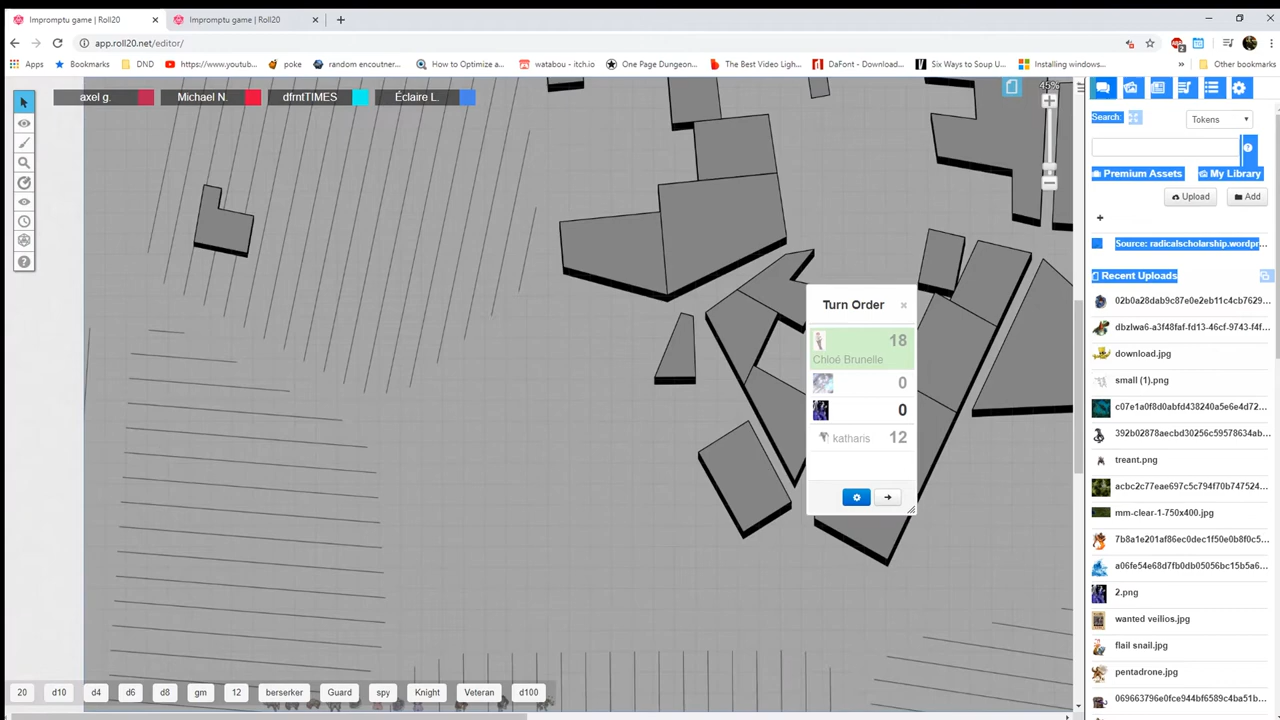 Impromptu game | Roll20
Impromptu game | Roll20
app.roll20.net/editor/
Apps
Bookmarks
DND
https://www.youtub...
poke
random encoutner...
How to Optimize a...
watabou - itch.io
One Page Dungeon...
The Best Video Ligh...
DaFont - Download...
Six Ways to Soup U...
Installing windows...
»
Other bookmarks
axel g.
Michael N.
dfrntTIMES
Éclaire L.
45%
Search:
Tokens
Premium Assets
My Library
Upload
Add
Source: radicalscholarship.wordpr...
Recent Uploads
02b0a28dab9c87e0e2eb11c4cb7629...
dbzlwa6-a3f48faf-fd13-46cf-9743-f4f...
download.jpg
small (1).png
c07e1a0f8d0abfd438240a5e6e4d72...
392b02878aecbd30256c59578634ab...
treant.png
acbc2c77eae697c5c794f70b747524...
mm-clear-1-750x400.jpg
7b8a1e201af86ec0dec1f50e0b8f0c5...
a06fe54e68d7fb0db05056bc15b5a6...
2.png
wanted veilios.jpg
flail snail.jpg
pentadrone.jpg
069663796e0fce944bf6589c4ba51b...
Turn Order
18
Chloé Brunelle
0
0
katharis 12
20
d10
d4
d6
d8
gm
12
berserker
Guard
spy
Knight
Veteran
d100